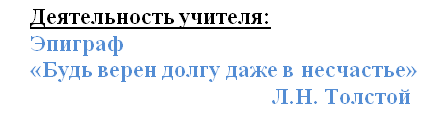 Деятельность учителя:
Эпиграф
«Будь верен долгу даже в несчастье»
Л.Н. Толстой